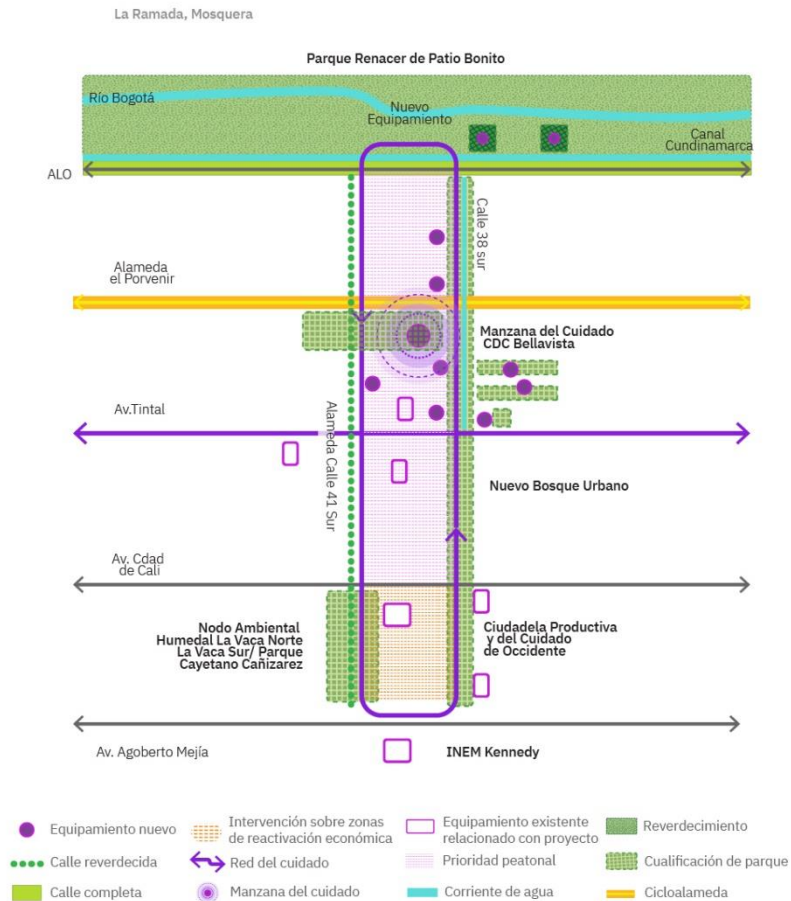 La Ramada, Mosquera
Parque Renacer de Patio Bonito
Río Bogotá
Nuevo
Equipamiento
Canal
Cundinamarca
ALO
Calle 38 sur
Alameda
el Porvenir
Manzana del Cuidado
CDC Bellavista
Av.Tintal
Alameda Calle 41 Sur
Nuevo Bosque Urbano
Av. Cdad
de Cali
Nodo Ambiental
Humedal La Vaca Norte
La Vaca Sur/ Parque
Cayetano Cañizarez
Ciudadela Productiva
y del Cuidado
de Occidente
Av. Agoberto Mejía
INEM Kennedy
Equipamiento nuevo
Intervención sobre zonas
de reactivación económica
Equipamiento existente
relacionado con proyecto
Reverdecimiento
Calle reverdecida
Red del cuidado
Prioridad peatonal
Cualificación de parque
Calle completa
Manzana del cuidado
Corriente de agua
Cicloalameda